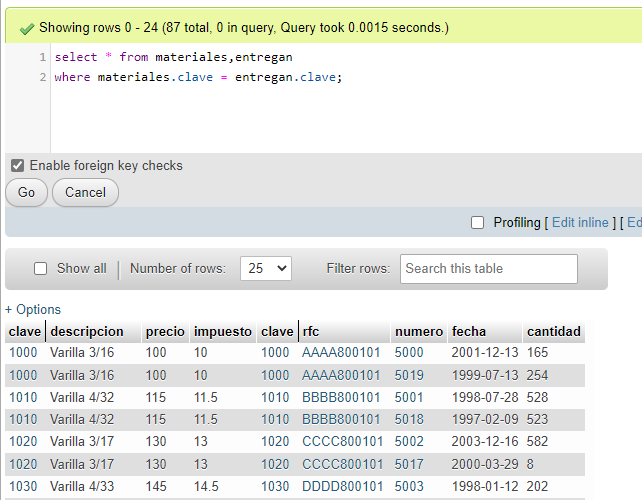 Showing rows 0 - 24 (87 total, 0 in query, Query took 0.0015 seconds.)
1 select * from materiales,entregan
2 where materiales.clave = entregan.clave;
Enable foreign key checks
Go Cancel
Profiling [ Edit inline ] [ Ed
Show all Number of rows: 25 Filter rows: Search this table
+ Options
clave descripcion precio impuesto clave rfc numero fecha cantidad
1000 Varilla 3/16 100 10 1000 AAAA800101 5000 2001-12-13 165
1000 Varilla 3/16 100 10 1000 AAAA800101 5019 1999-07-13 254
1010 Varilla 4/32 115 11.5 1010 BBBB800101 5001 1998-07-28 528
1010 Varilla 4/32 115 11.5 1010 BBBB800101 5018 1997-02-09 523
1020 Varilla 3/17 130 13 1020 CCCC800101 5002 2003-12-16 582
1020 Varilla 3/17 130 13 1020 CCCC800101 5017 2000-03-29 8
1030 Varilla 4/33 145 14.5 1030 DDDD800101 5003 1998-01-12 202